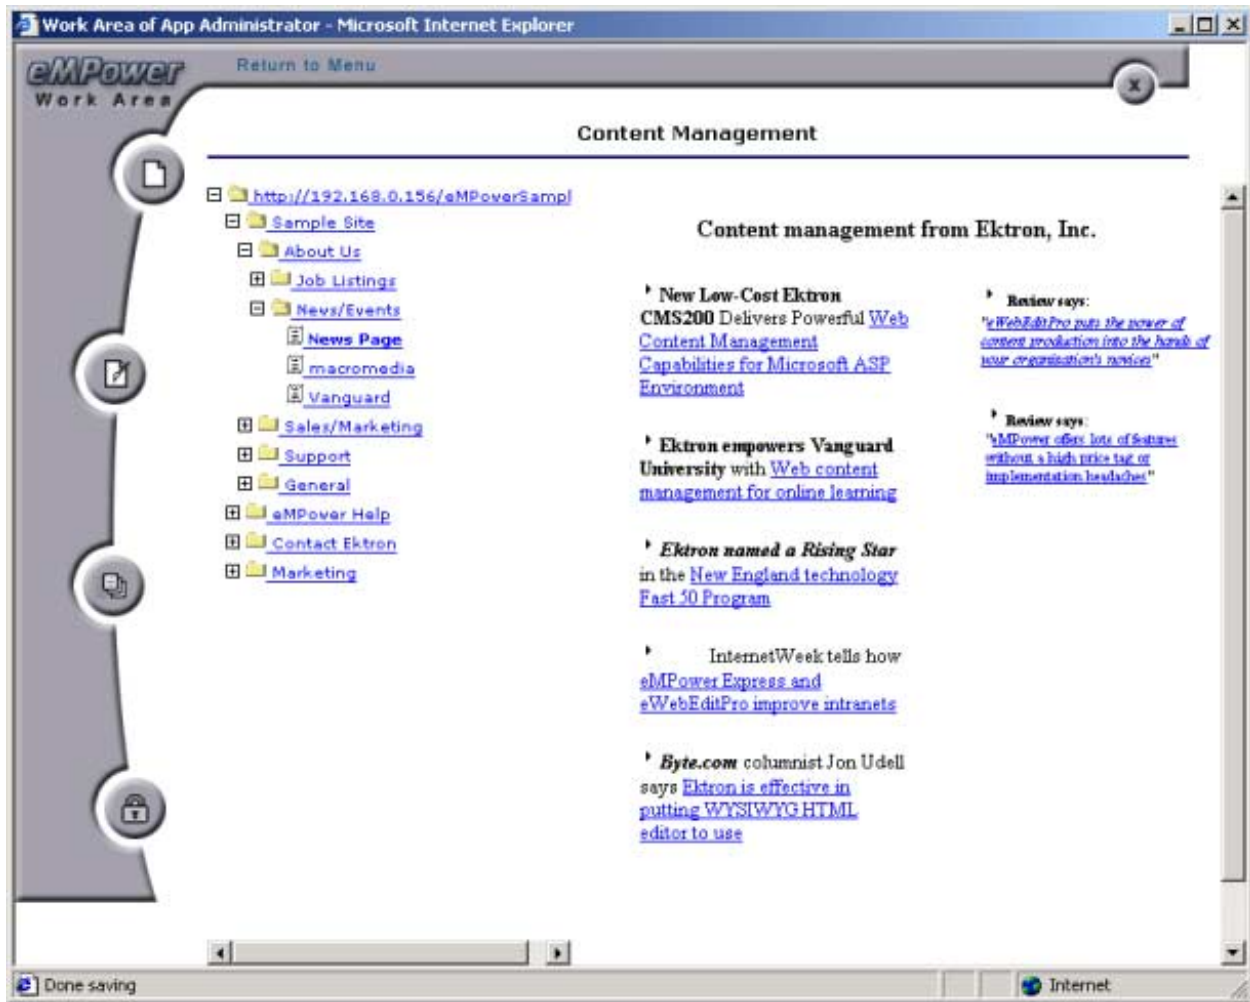 Work Area of App Administrator - Microsoft Internet Explorer
eMPower
Work Area
Return to Menu
x
Content Management
http://192.168.0.156/eMPowerSampl
Sample Site
About Us
Job Listings
News/Events
News Page
macromedia
Vanguard
Sales/Marketing
Support
General
eMPower Help
Contact Ektron
Marketing
Content management from Ektron, Inc.
New Low-Cost Ektron
CMS200 Delivers Powerful Web
Content Management
Capabilities for Microsoft ASP
Environment
Ektron empowers Vanguard
University with Web content
management for online learning
Ektron named a Rising Star
in the New England technology
Fast 50 Program
InternetWeek tells how
eMPower Express and
eWebEditPro improve intranets
Byte.com columnist Jon Udell
says Ektron is effective in
putting WYSIWYG HTML
editor to use
Review says:
"eWebEditPro puts the power of
content production into the hands of
your organization's novices"
Review says:
"eMPower offers lots of features
without a high price tag or
implementation headaches"
Done saving
Internet